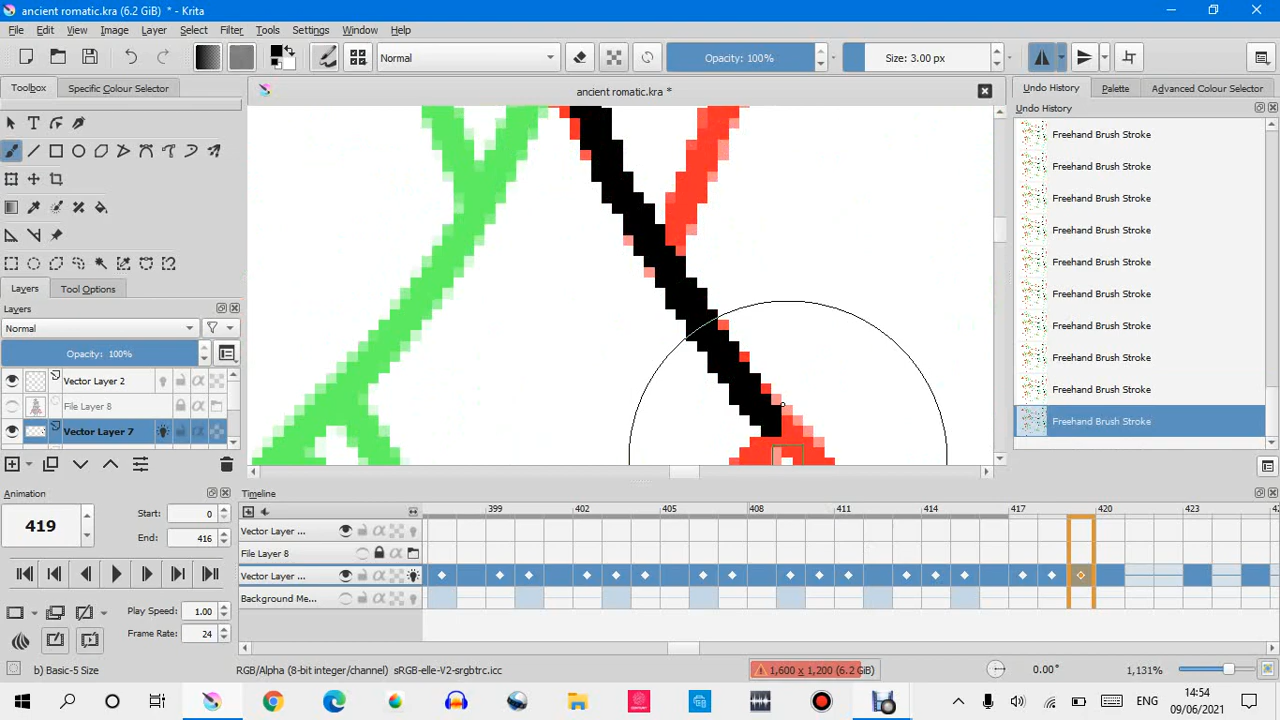 ancient romatic.kra (6.2 GiB) * - Krita
File Edit View Image Layer Select Filter Tools Settings Window Help
Normal Opacity: 100% Size: 3.00 px
Toolbox Specific Colour Selector
ancient romatic.kra *
Undo History Palette Advanced Colour Selector
Undo History
Freehand Brush Stroke
Freehand Brush Stroke
Freehand Brush Stroke
Freehand Brush Stroke
Freehand Brush Stroke
Freehand Brush Stroke
Freehand Brush Stroke
Freehand Brush Stroke
Freehand Brush Stroke
Freehand Brush Stroke
Layers Tool Options
Layers
Normal
Opacity: 100%
Vector Layer 2
File Layer 8
Vector Layer 7
Animation
419
Start: 0
End: 416
Play Speed: 1.00
Frame Rate: 24
Timeline
399 402 405 408 411 414 417 420 423 42
Vector Layer ...
File Layer 8
Vector Layer ...
Background Me...
b) Basic-5 Size
RGB/Alpha (8-bit integer/channel) sRGB-elle-V2-srgbtrc.icc
1,600 x 1,200 (6.2 GiB)
0.00°
1,131%
ENG
14:54
09/06/2021